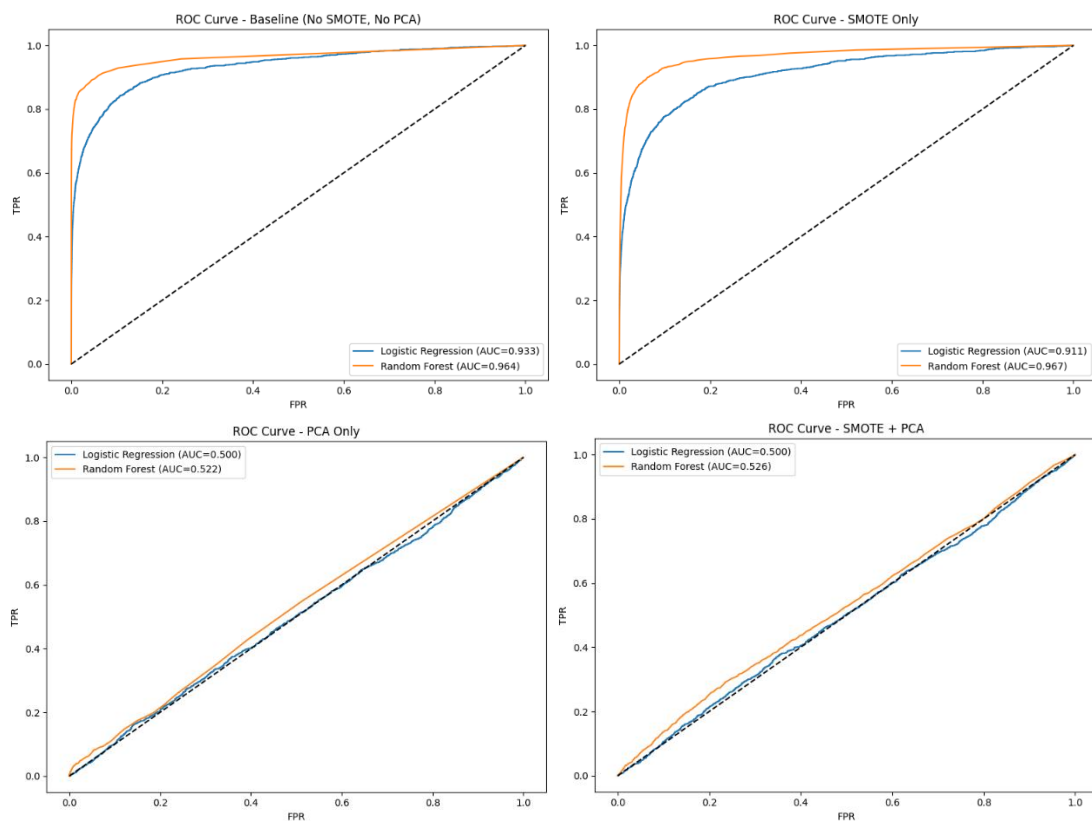 ROC Curve - Baseline (No SMOTE, No PCA)
1.0
0.8
0.6
0.4
0.2
0.0
TPR
Logistic Regression (AUC=0.933)
Random Forest (AUC=0.964)
0.0 0.2 0.4 0.6 0.8 1.0
FPR
ROC Curve - SMOTE Only
1.0
0.8
0.6
0.4
0.2
0.0
TPR
Logistic Regression (AUC=0.911)
Random Forest (AUC=0.967)
0.0 0.2 0.4 0.6 0.8 1.0
FPR
ROC Curve - PCA Only
Logistic Regression (AUC=0.500)
Random Forest (AUC=0.522)
1.0
0.8
0.6
0.4
0.2
0.0
TPR
0.0 0.2 0.4 0.6 0.8 1.0
FPR
ROC Curve - SMOTE + PCA
Logistic Regression (AUC=0.500)
Random Forest (AUC=0.526)
1.0
0.8
0.6
0.4
0.2
0.0
TPR
0.0 0.2 0.4 0.6 0.8 1.0
FPR